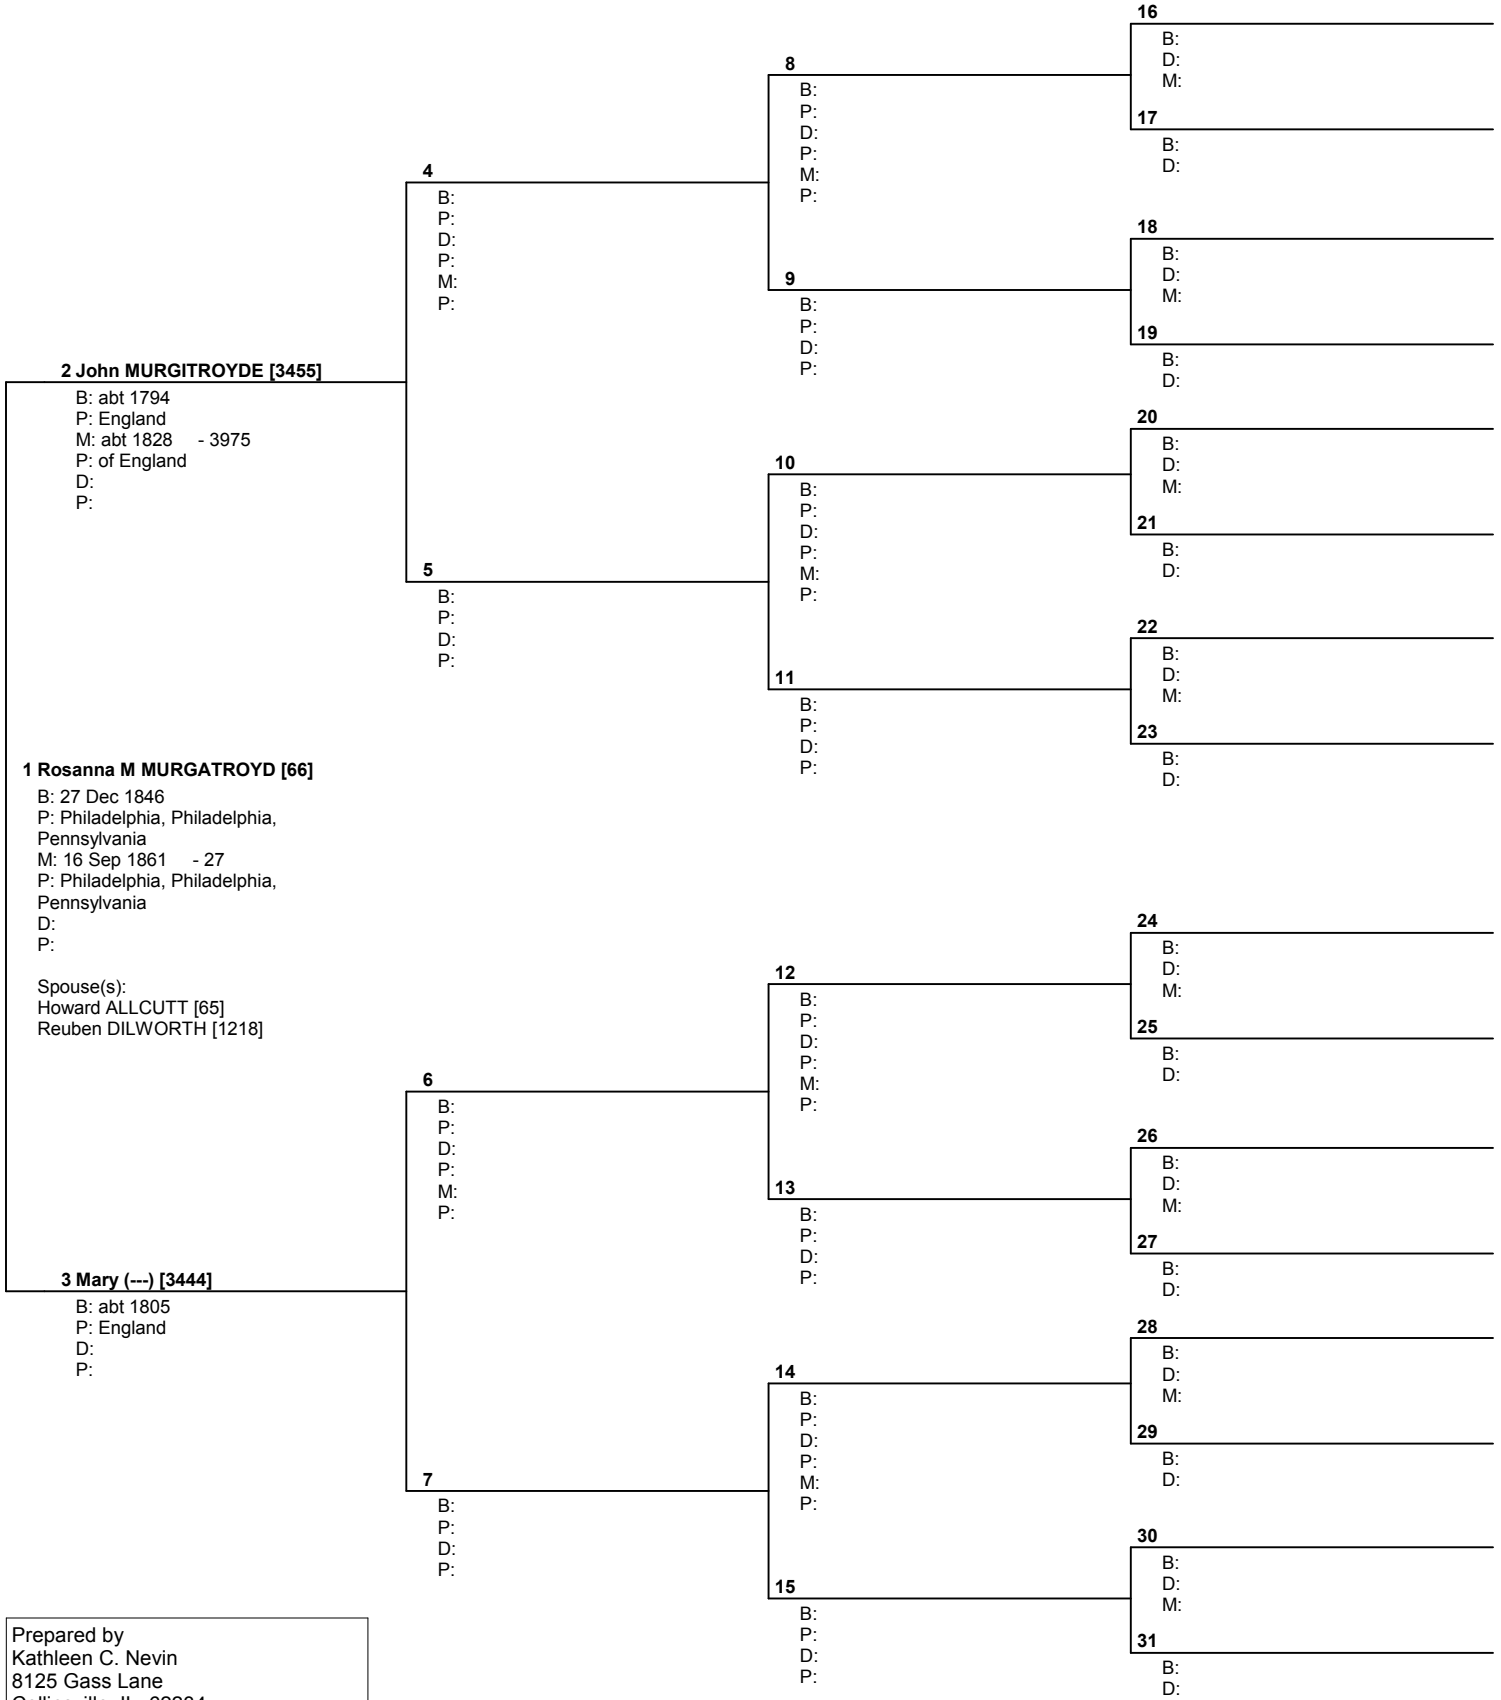 16
B:
D:
M:
8
B:
P:
D:
P:
M:
P:
17
B:
D:
4
B:
P:
D:
P:
M:
P:
18
B:
D:
M:
9
B:
P:
D:
P:
19
B:
D:
2 John MURGITROYDE [3455]
B: abt 1794
P: England
M: abt 1828 - 3975
P: of England
D:
P:
20
B:
D:
M:
10
B:
P:
D:
P:
M:
P:
21
B:
D:
5
B:
P:
D:
P:
22
B:
D:
M:
11
B:
P:
D:
P:
23
B:
D:
1 Rosanna M MURGATROYD [66]
B: 27 Dec 1846
P: Philadelphia, Philadelphia,
Pennsylvania
M: 16 Sep 1861 - 27
P: Philadelphia, Philadelphia,
Pennsylvania
D:
P:
Spouse(s):
Howard ALLCUTT [65]
Reuben DILWORTH [1218]
24
B:
D:
M:
12
B:
P:
D:
P:
M:
P:
25
B:
D:
6
B:
P:
D:
P:
M:
P:
26
B:
D:
M:
13
B:
P:
D:
P:
27
B:
D:
3 Mary (---) [3444]
B: abt 1805
P: England
D:
P:
28
B:
D:
M:
14
B:
P:
D:
P:
M:
P:
29
B:
D:
7
B:
P:
D:
P:
30
B:
D:
M:
15
B:
P:
D:
P:
31
B:
D:
Prepared by
Kathleen C. Nevin
8125 Gass Lane